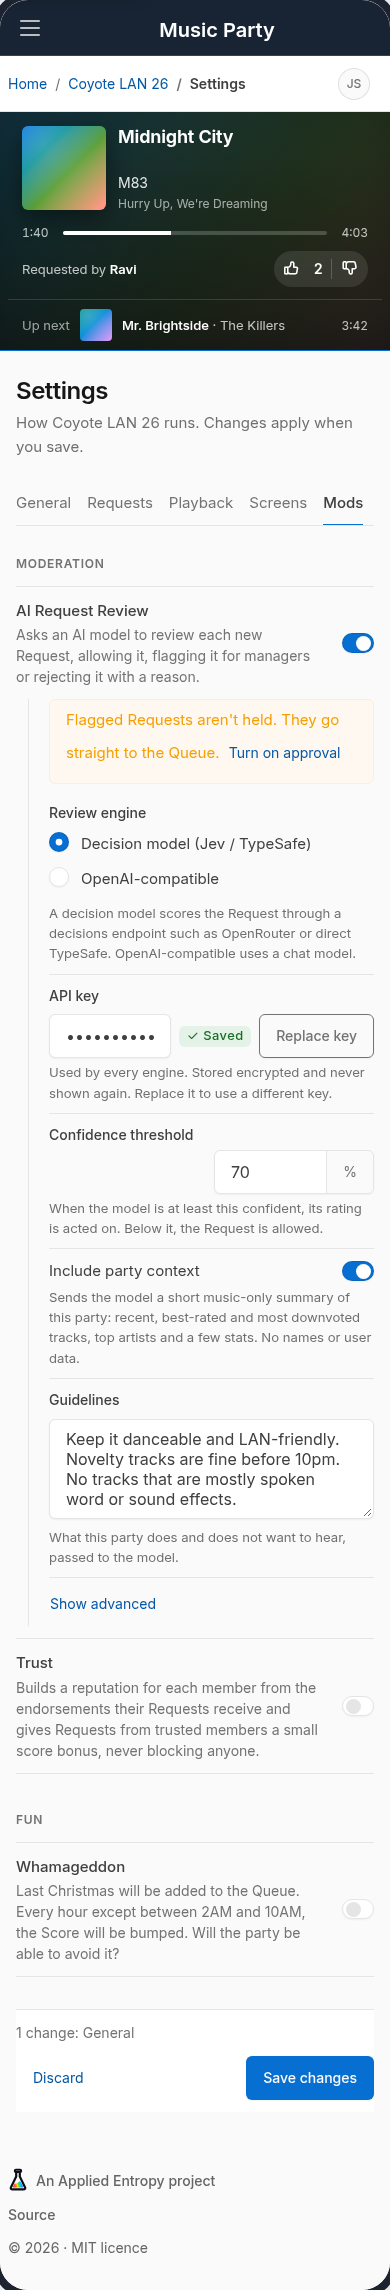 Music Party
Home / Coyote LAN 26 / Settings
JS
Midnight City
M83
Hurry Up, We're Dreaming
1:40 4:03
Requested by Ravi
2
Up next Mr. Brightside · The Killers 3:42
Settings
How Coyote LAN 26 runs. Changes apply when
you save.
General Requests Playback Screens Mods
MODERATION
AI Request Review
Asks an AI model to review each new
Request, allowing it, flagging it for managers
or rejecting it with a reason.
Flagged Requests aren't held. They go
straight to the Queue. Turn on approval
Review engine
Decision model (Jev / TypeSafe)
OpenAI-compatible
A decision model scores the Request through a
decisions endpoint such as OpenRouter or direct
TypeSafe. OpenAI-compatible uses a chat model.
API key
•••••••••• ✓ Saved Replace key
Used by every engine. Stored encrypted and never
shown again. Replace it to use a different key.
Confidence threshold
70 %
When the model is at least this confident, its rating
is acted on. Below it, the Request is allowed.
Include party context
Sends the model a short music-only summary of
this party: recent, best-rated and most downvoted
tracks, top artists and a few stats. No names or user
data.
Guidelines
Keep it danceable and LAN-friendly.
Novelty tracks are fine before 10pm.
No tracks that are mostly spoken
word or sound effects.
What this party does and does not want to hear,
passed to the model.
Show advanced
Trust
Builds a reputation for each member from the
endorsements their Requests receive and
gives Requests from trusted members a small
score bonus, never blocking anyone.
FUN
Whamageddon
Last Christmas will be added to the Queue.
Every hour except between 2AM and 10AM,
the Score will be bumped. Will the party be
able to avoid it?
1 change: General
Discard Save changes
An Applied Entropy project
Source
© 2026 · MIT licence